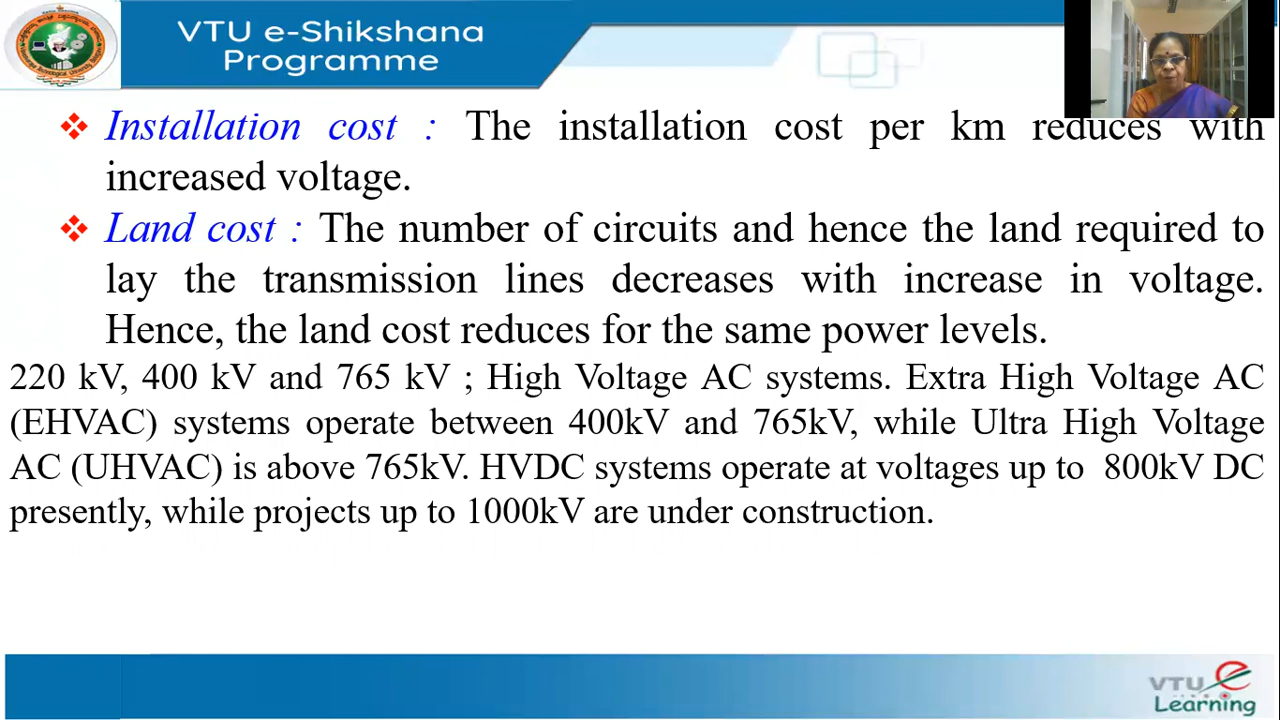 VTU e-Shikshana
Programme
❖ Installation cost : The installation cost per km reduces with
increased voltage.
❖ Land cost : The number of circuits and hence the land required to
lay the transmission lines decreases with increase in voltage.
Hence, the land cost reduces for the same power levels.
220 kV, 400 kV and 765 kV ; High Voltage AC systems. Extra High Voltage AC
(EHVAC) systems operate between 400kV and 765kV, while Ultra High Voltage
AC (UHVAC) is above 765kV. HVDC systems operate at voltages up to 800kV DC
presently, while projects up to 1000kV are under construction.
VTU e
Learning